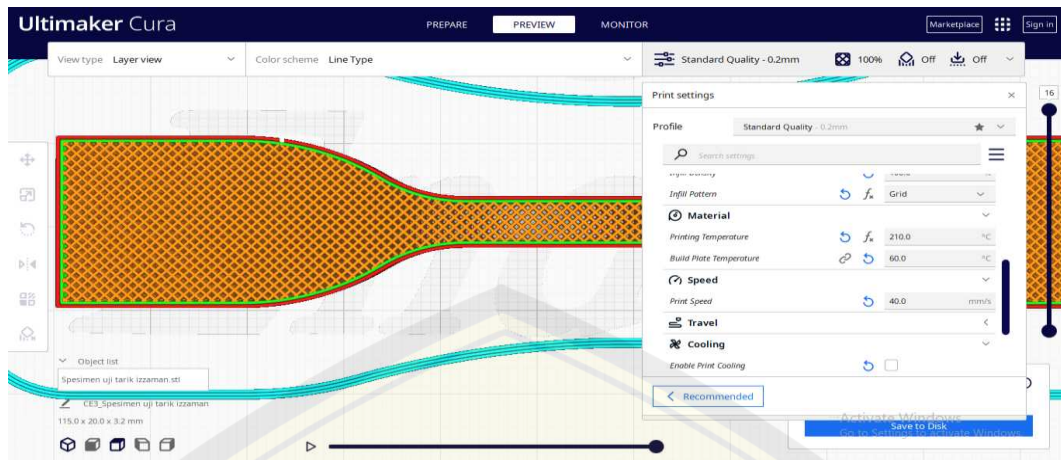 Ultimaker Cura
PREPARE PREVIEW MONITOR
Marketplace Sign in
View type Layer view
Color scheme Line Type
Standard Quality - 0.2mm 100% Off Off
Print settings
16
Profile Standard Quality - 0.2mm
Search settings
Infill Pattern Grid
Material
Printing Temperature 210.0 °C
Build Plate Temperature 60.0 °C
Speed
Print Speed 40.0 mm/s
Travel
Cooling
Enable Print Cooling
Recommended
Object list
Spesimen uji tarik izzaman.stl
CE3_Spesimen uji tarik izzaman
115.0 x 20.0 x 3.2 mm
Activate Windows
Save to Disk
Go to Settings to activate Windows.